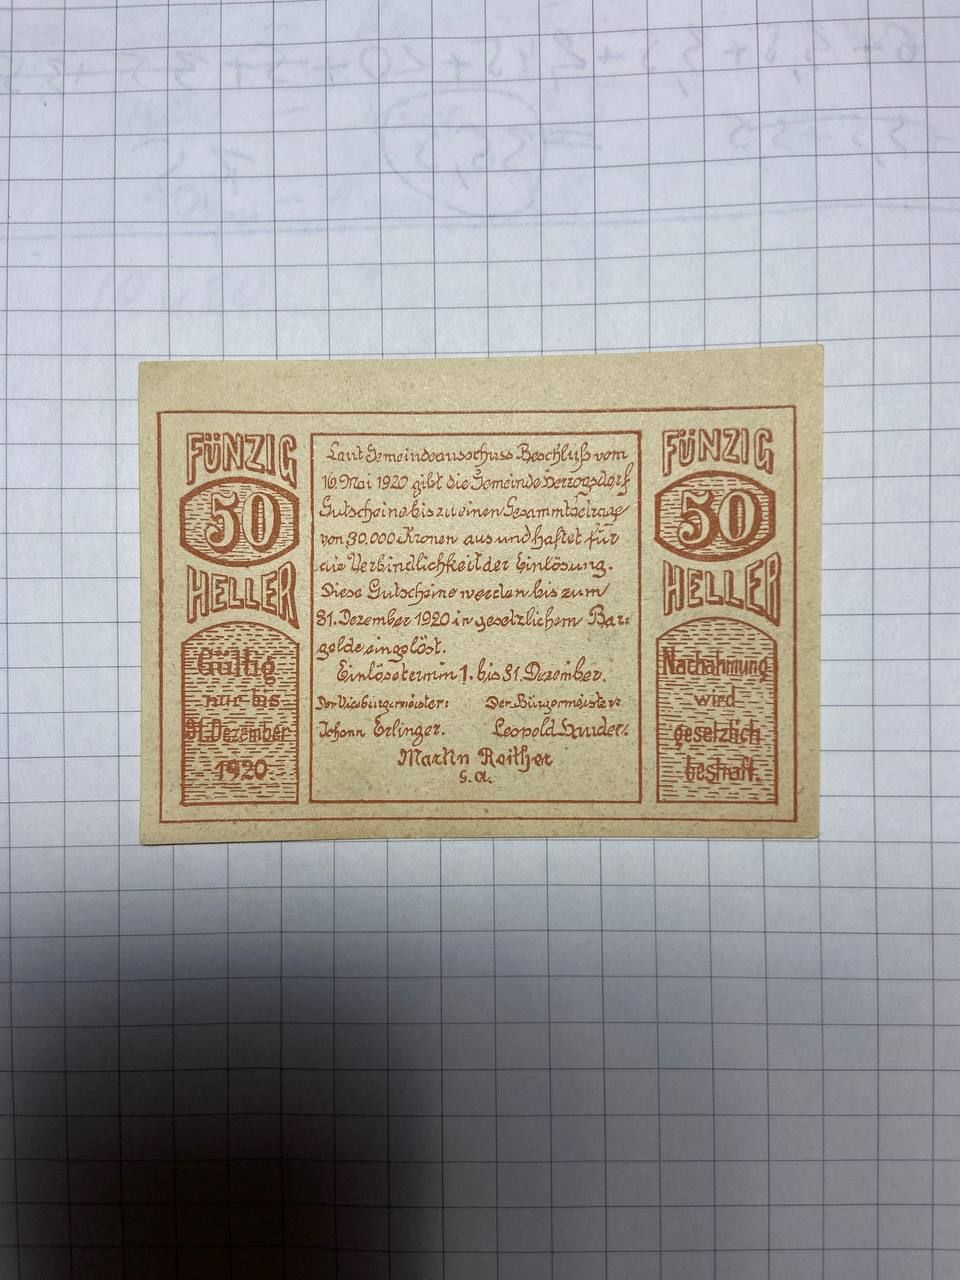 FÜNZIG
50
HELLER
Gültig
nur bis
31. Dezember
1920.
Laut Gemeindeausschuss Beschluß vom
16. Mai 1920 gibt die Gemeinde Herzogsdorf
Gutscheine bis zu einen Gesammtbetrage
von 30.000 Kronen aus und haftet für
die Verbindlichkeit der Einlösung.
Diese Gutscheine werden bis zum
31. Dezember 1920 in gesetzlichem Bar=
gelde eingelöst.
Einlösetermin 1. bis 31. Dezember.
Der Vicebürgermeister: Der Bürgermeister:
Johann Erlinger. Leopold
Martin Reither
G.A.
FÜNZIG
50
HELLER
Nachahmung
wird
gesetzlich
bestraft.